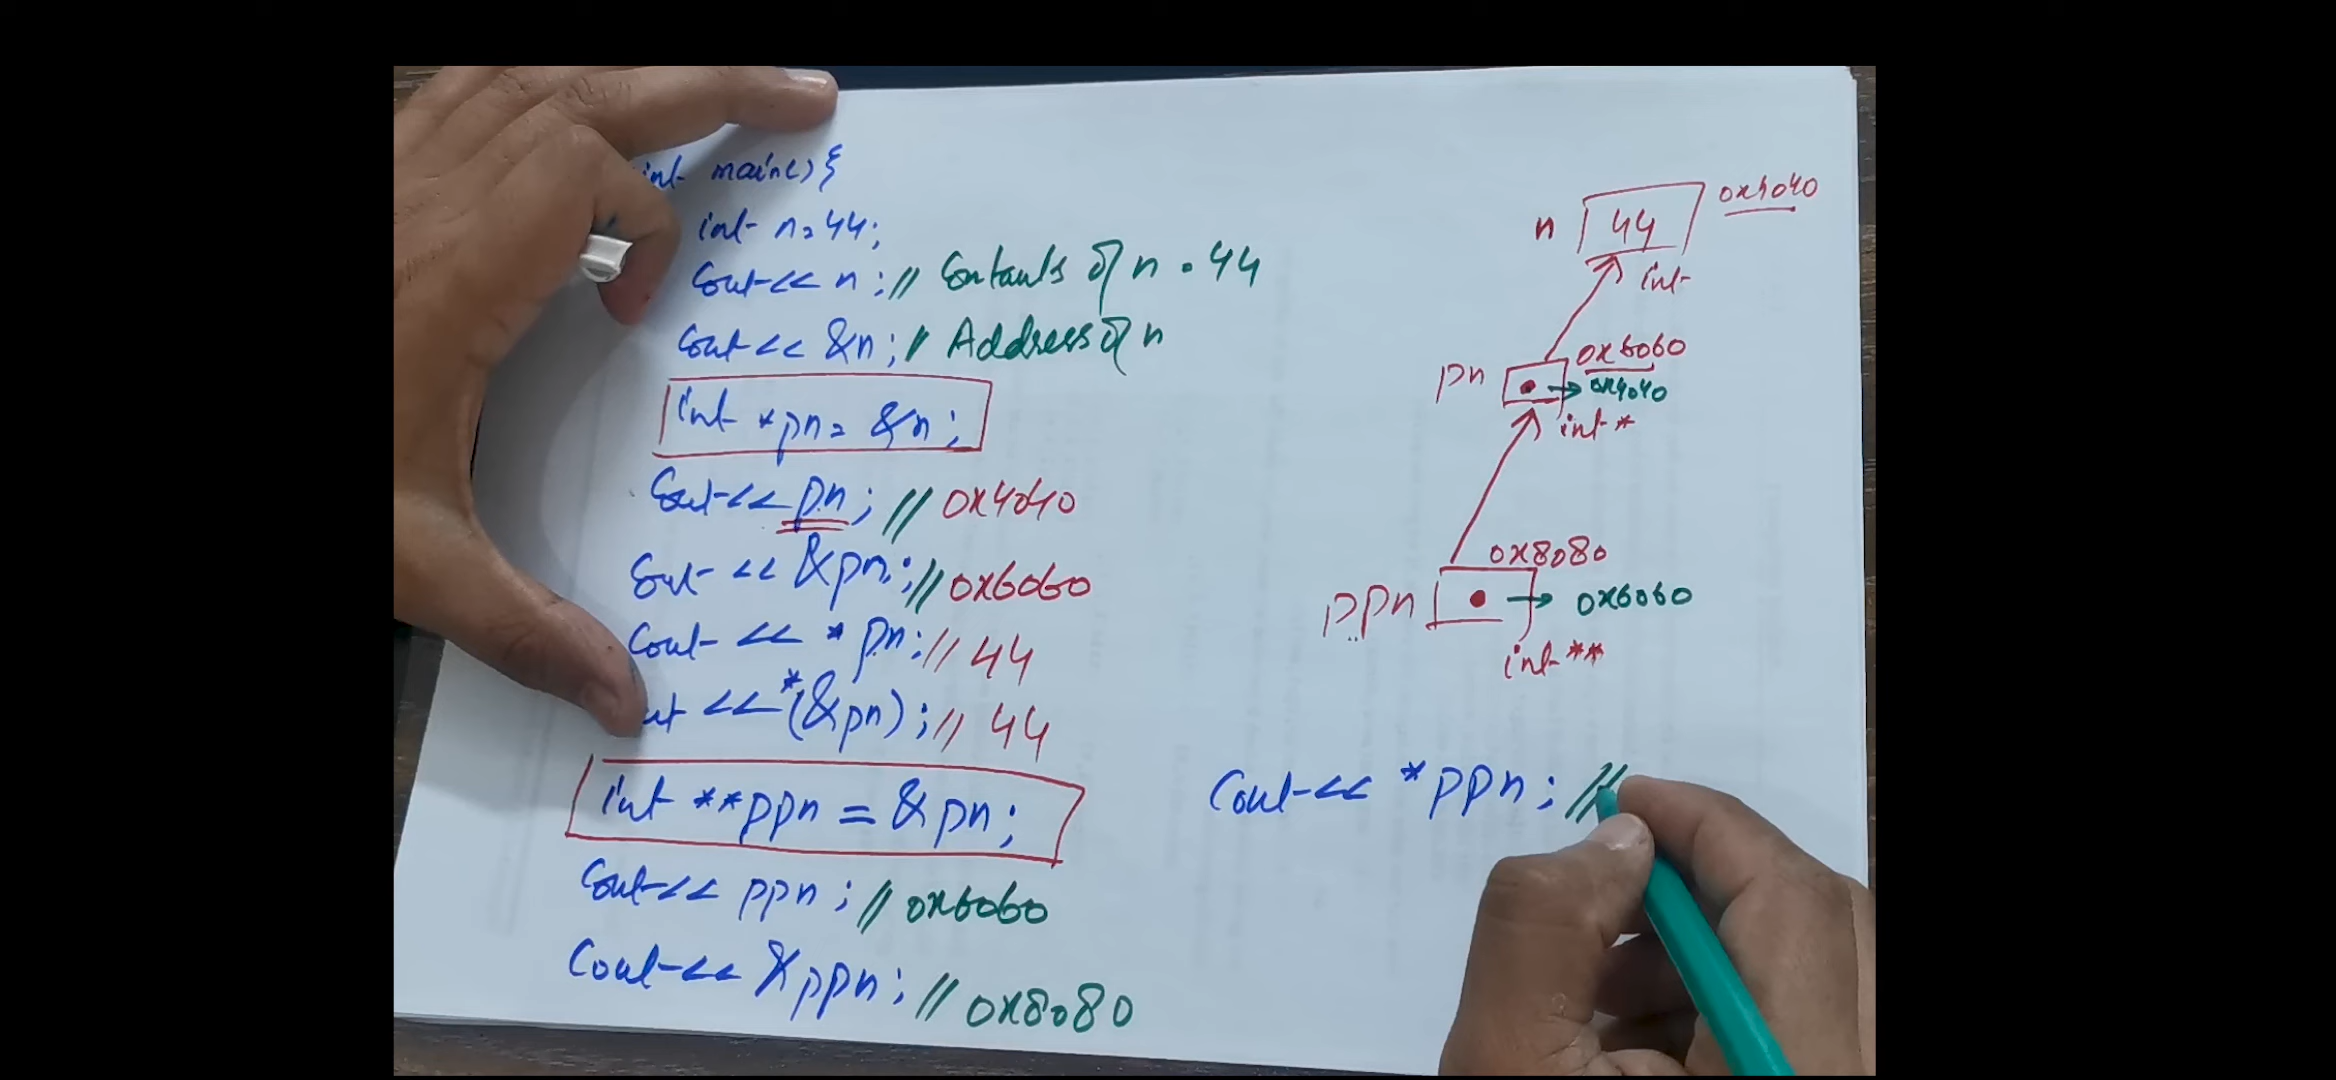 int main() {
int n = 44;
Cout << n ; // Contants of n = 44
Cout << &n ; // Address of n
int *pn = &n ;
Cout << pn ; // 0x4040
Cout << &pn ; // 0x6060
Cout << * pn ; // 44
ut << *(&pn) ; // 44
int **ppn = &pn ;
Cout << ppn ; // 0x6060
Cout << &ppn ; // 0x8080
n 44 0x4040
int
pn 0x6060
0x4040
int *
0x8080
ppn 0x6060
int **
Cout << *ppn ; //